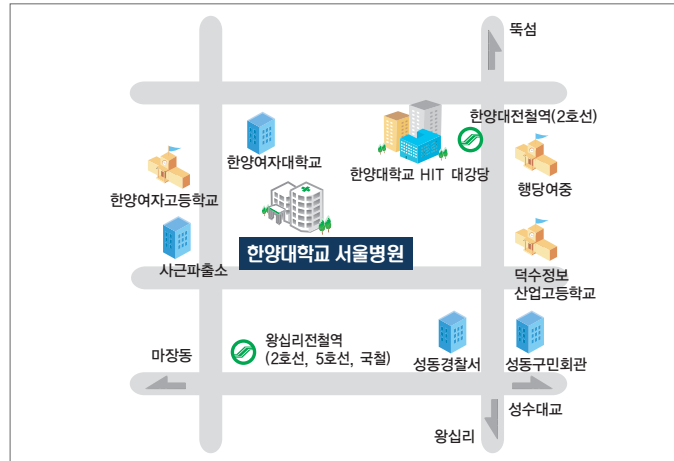 뚝섬
한양대전철역(2호선)
한양여자대학교
한양대학교 HIT 대강당
행당여중
한양여자고등학교
한양대학교 서울병원
사근파출소
덕수정보
산업고등학교
왕십리전철역
(2호선, 5호선, 국철)
마장동
성동경찰서
성동구민회관
성수대교
왕십리